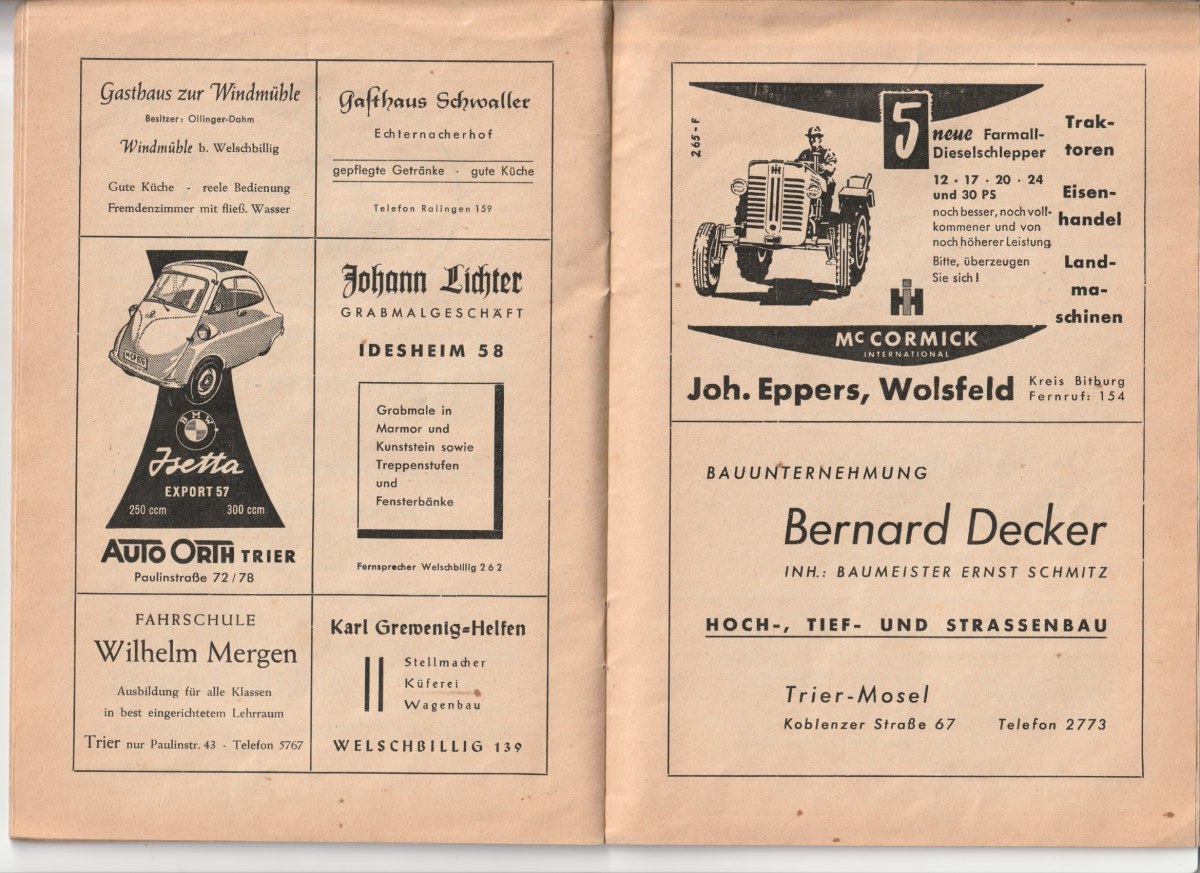 Gasthaus zur Windmühle
Besitzer: Ollinger-Dahm
Windmühle b. Welschbillig
Gute Küche - reele Bedienung
Fremdenzimmer mit fließ. Wasser
Gasthaus Schwaller
Echternacherhof
gepflegte Getränke - gute Küche
Telefon Ralingen 159
BMW
Isetta
EXPORT 57
250 ccm 300 ccm
AUTO ORTH TRIER
Paulinstraße 72/78
Johann Lichter
GRABMALGESCHÄFT
IDESHEIM 58
Grabmale in
Marmor und
Kunststein sowie
Treppenstufen
und
Fensterbänke
Fernsprecher Welschbillig 262
FAHRSCHULE
Wilhelm Mergen
Ausbildung für alle Klassen
in best eingerichtetem Lehrraum
Trier nur Paulinstr. 43 - Telefon 5767
Karl Grewenig-Helfen
Stellmacher
Küferei
Wagenbau
WELSCHBILLIG 139
265-F
5 neue Farmall-
Dieselschlepper
12 · 17 · 20 · 24
und 30 PS
noch besser, noch voll-
kommener und von
noch höherer Leistung
Bitte, überzeugen
Sie sich!
IH
MCCORMICK
INTERNATIONAL
Trak-
toren
Eisen-
handel
Land-
ma-
schinen
Joh. Eppers, Wolsfeld
Kreis Bitburg
Fernruf: 154
BAUUNTERNEHMUNG
Bernard Decker
INH.: BAUMEISTER ERNST SCHMITZ
HOCH-, TIEF- UND STRASSENBAU
Trier-Mosel
Koblenzer Straße 67 Telefon 2773